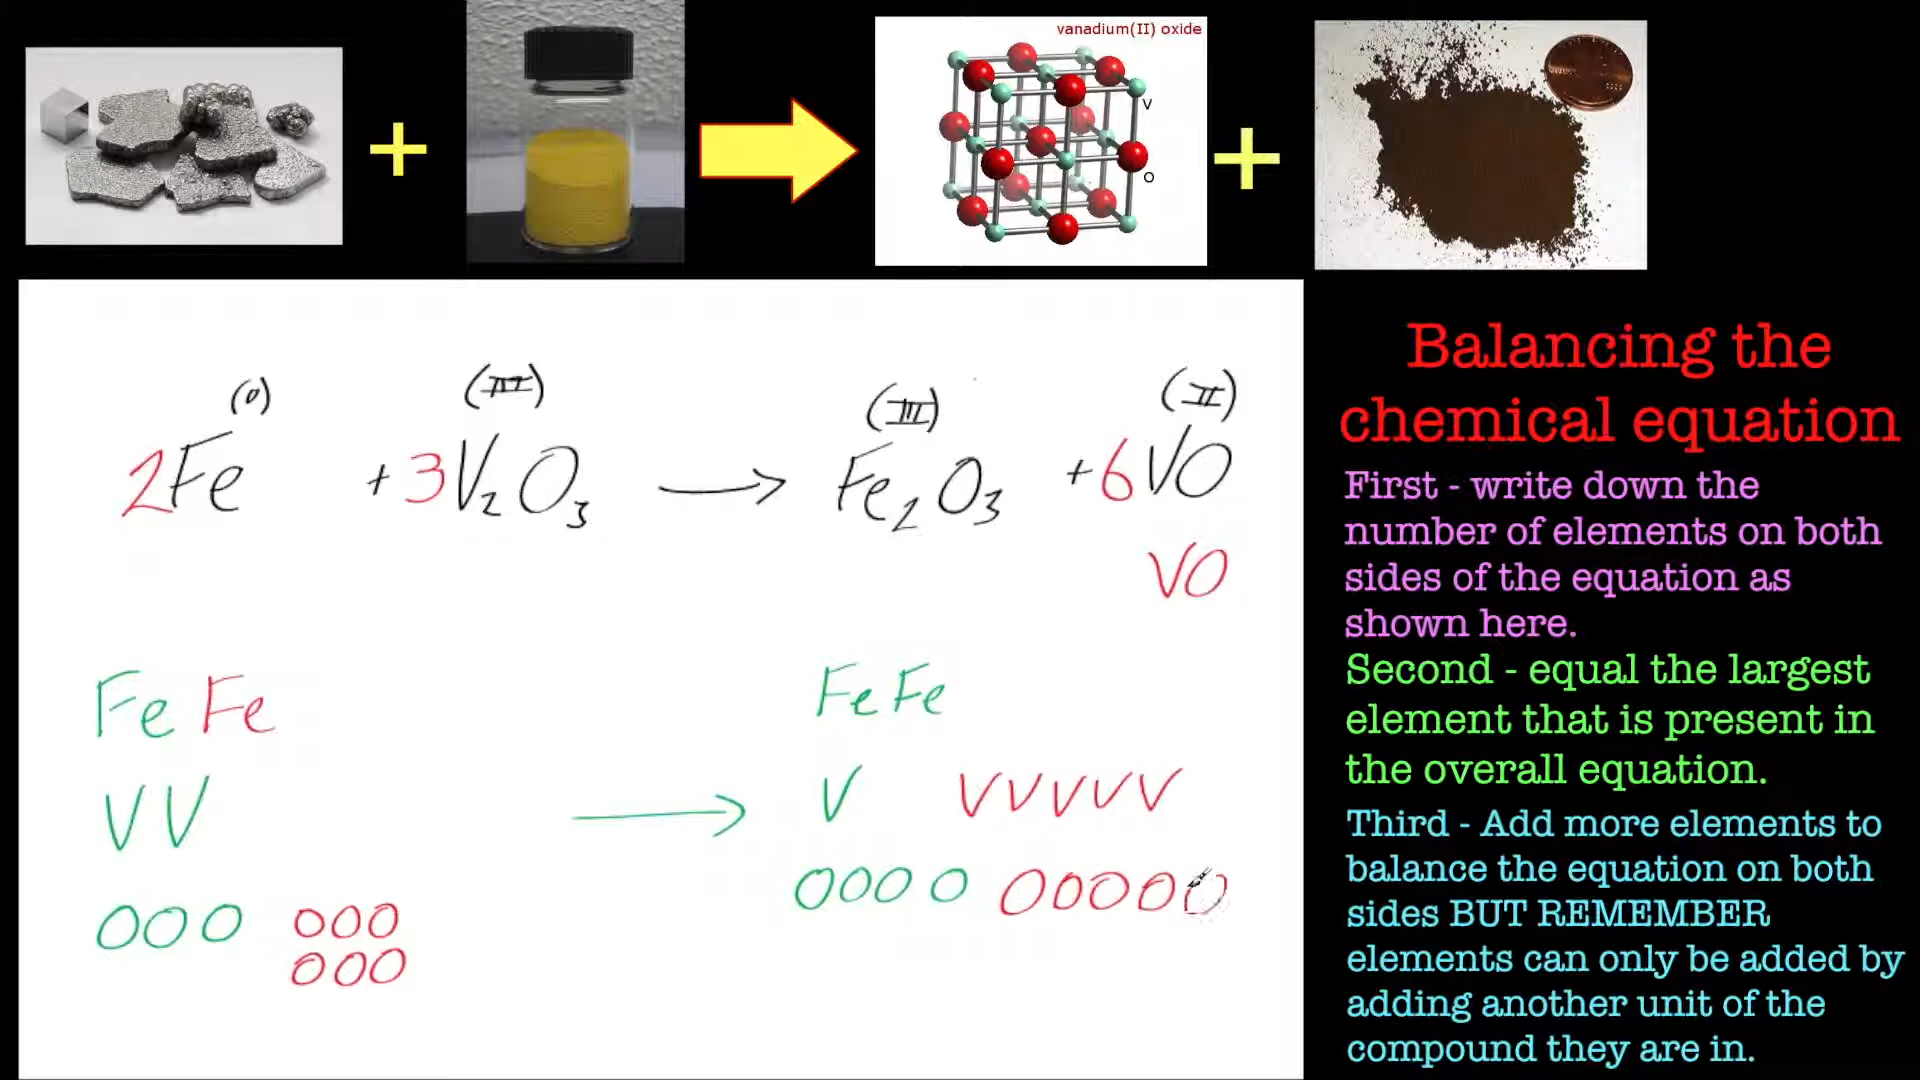 vanadium(II) oxide
V
O
+
+
(0) (III) (III) (II)
2Fe + 3V₂O₃ → Fe₂O₃ + 6VO
VO
Fe Fe FeFe
VV → V VVVVV
OOO OOO OOOO OOOOO
OOO
Balancing the
chemical equation
First - write down the
number of elements on both
sides of the equation as
shown here.
Second - equal the largest
element that is present in
the overall equation.
Third - Add more elements to
balance the equation on both
sides BUT REMEMBER
elements can only be added by
adding another unit of the
compound they are in.